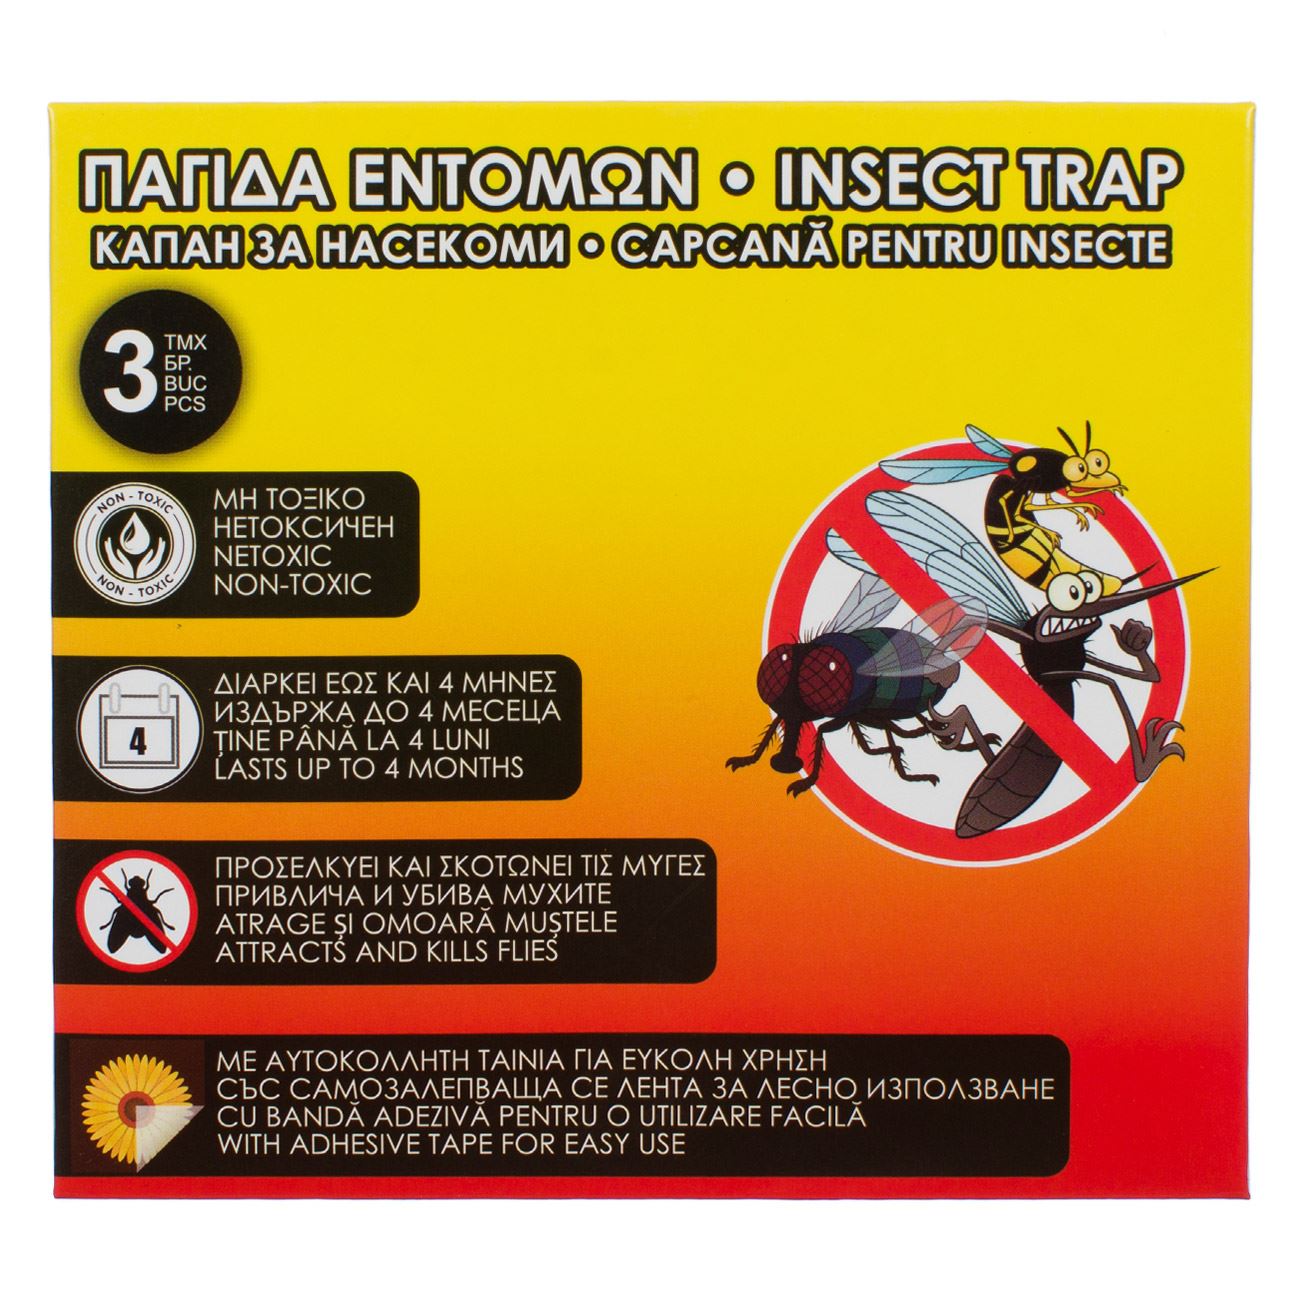 ΠΑΓΙΔΑ ΕΝΤΟΜΩΝ • INSECT TRAP
КАПАН ЗА НАСЕКОМИ • CAPCANĂ PENTRU INSECTE
3 ΤΜΧ
БР.
BUC
PCS
NON - TOXIC
NON - TOXIC
ΜΗ ΤΟΞΙΚΟ
НЕТОКСИЧЕН
NETOXIC
NON-TOXIC
4
ΔΙΑΡΚΕΙ ΕΩΣ ΚΑΙ 4 ΜΗΝΕΣ
ИЗДЪРЖА ДО 4 МЕСЕЦА
ȚINE PÂNĂ LA 4 LUNI
LASTS UP TO 4 MONTHS
ΠΡΟΣΕΛΚΥΕΙ ΚΑΙ ΣΚΟΤΩΝΕΙ ΤΙΣ ΜΥΓΕΣ
ПРИВЛИЧА И УБИВА МУХИТЕ
ATRAGE ȘI OMOARĂ MUȘTELE
ATTRACTS AND KILLS FLIES
ΜΕ ΑΥΤΟΚΟΛΛΗΤΗ ΤΑΙΝΙΑ ΓΙΑ ΕΥΚΟΛΗ ΧΡΗΣΗ
СЪС САМОЗАЛЕПВАЩА СЕ ЛЕНТА ЗА ЛЕСНО ИЗПОЛЗВАНЕ
CU BANDĂ ADEZIVĂ PENTRU O UTILIZARE FACILĂ
WITH ADHESIVE TAPE FOR EASY USE